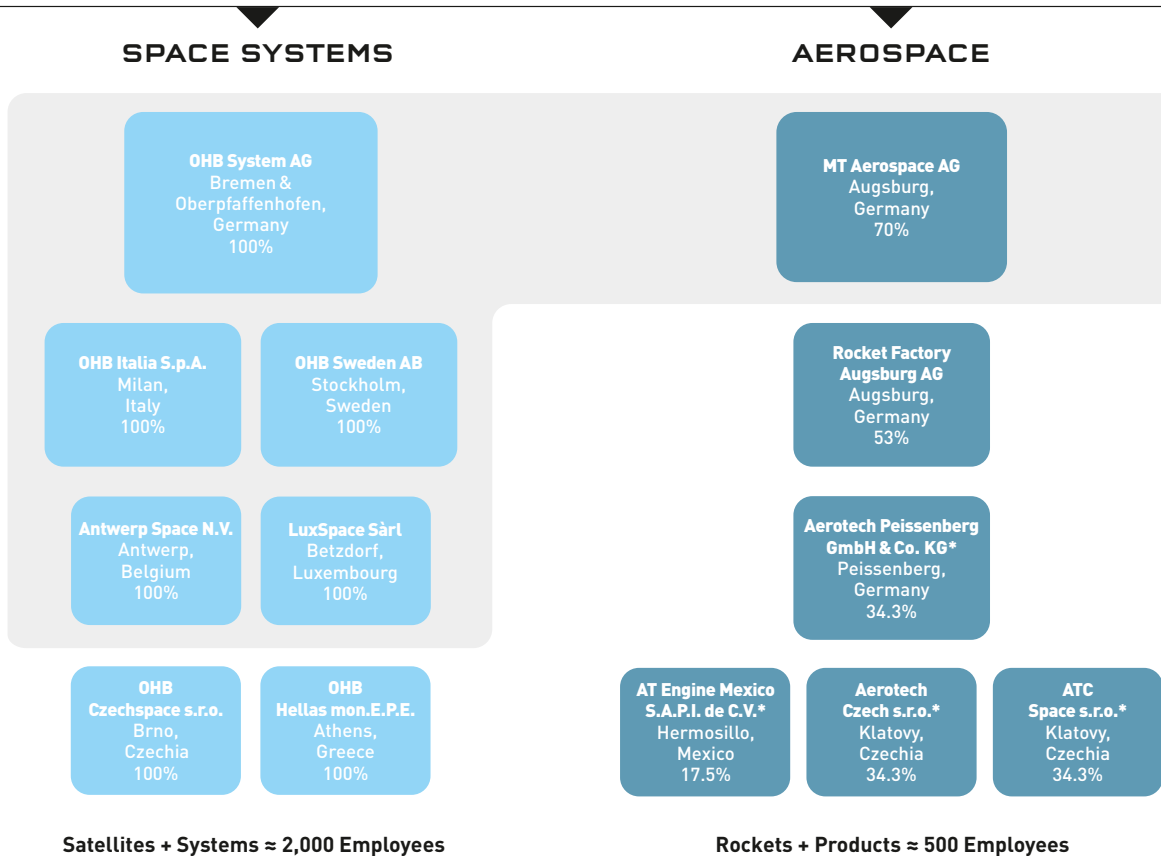 SPACE SYSTEMS
OHB System AG
Bremen &
Oberpfaffenhofen,
Germany
100%
OHB Italia S.p.A.
Milan,
Italy
100%
OHB Sweden AB
Stockholm,
Sweden
100%
Antwerp Space N.V.
Antwerp,
Belgium
100%
LuxSpace Sàrl
Betzdorf,
Luxembourg
100%
OHB
Czechspace s.r.o.
Brno,
Czechia
100%
OHB
Hellas mon.E.P.E.
Athens,
Greece
100%
Satellites + Systems ≈ 2,000 Employees
AEROSPACE
MT Aerospace AG
Augsburg,
Germany
70%
Rocket Factory
Augsburg AG
Augsburg,
Germany
53%
Aerotech Peissenberg
GmbH & Co. KG*
Peissenberg,
Germany
34.3%
AT Engine Mexico
S.A.P.I. de C.V.*
Hermosillo,
Mexico
17.5%
Aerotech
Czech s.r.o.*
Klatovy,
Czechia
34.3%
ATC
Space s.r.o.*
Klatovy,
Czechia
34.3%
Rockets + Products ≈ 500 Employees